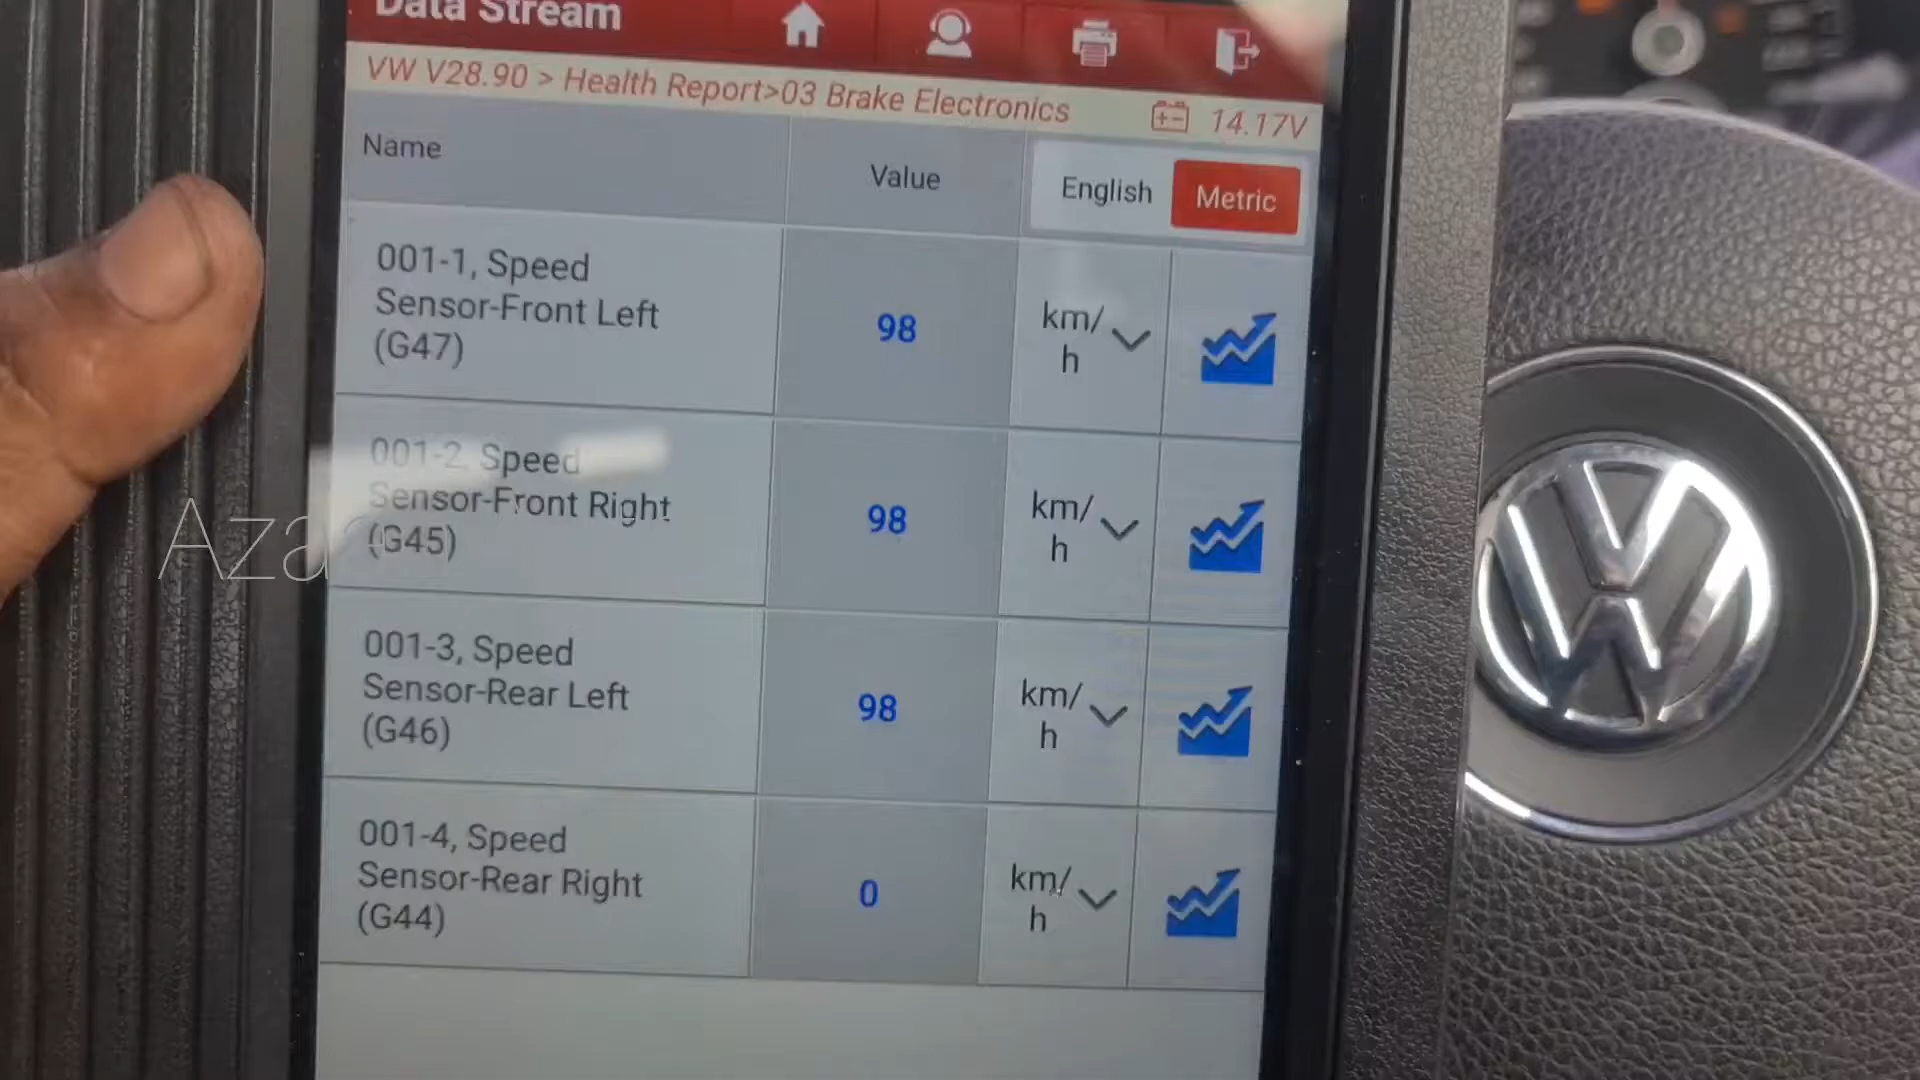 Data Stream
VW V28.90 > Health Report>03 Brake Electronics
14.17V
Name
Value
English
Metric
001-1, Speed
Sensor-Front Left
(G47)
98
km/
h
001-2, Speed
Sensor-Front Right
(G45)
98
km/
h
001-3, Speed
Sensor-Rear Left
(G46)
98
km/
h
001-4, Speed
Sensor-Rear Right
(G44)
0
km/
h